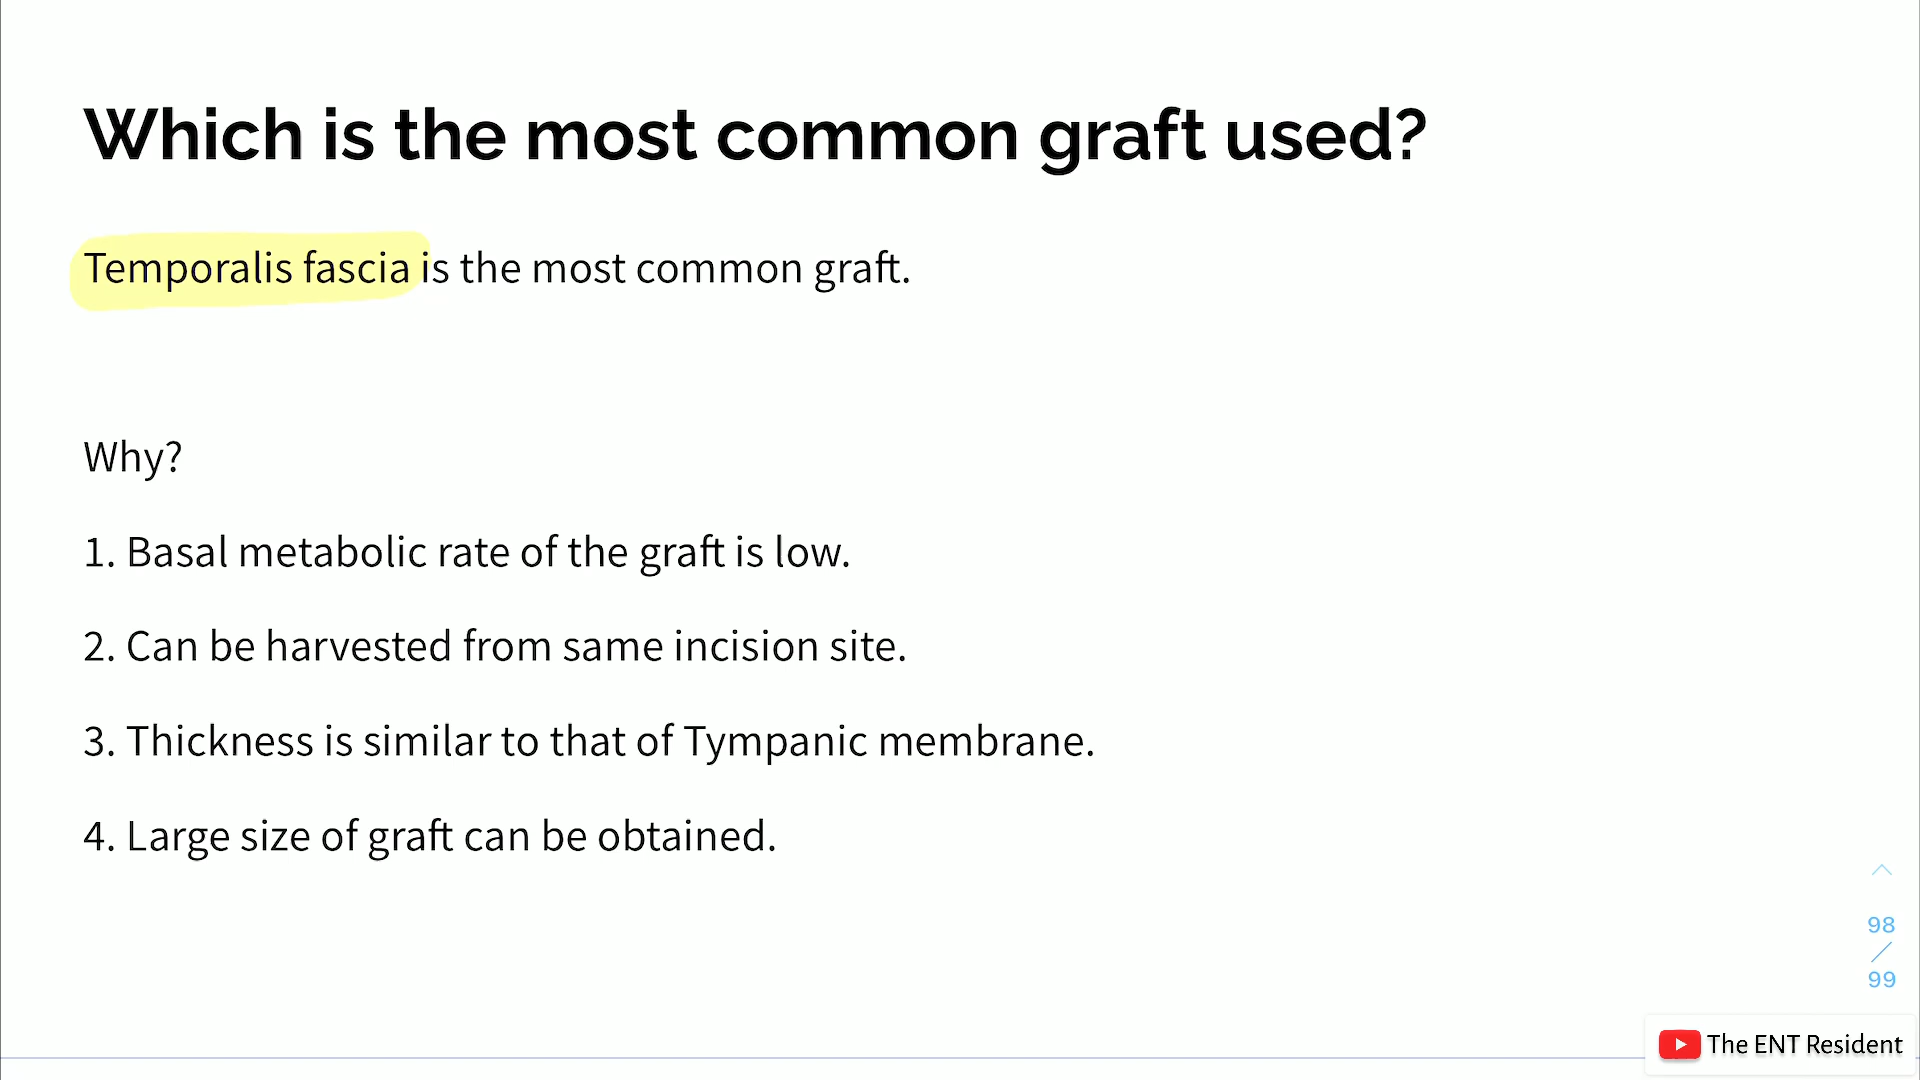 Which is the most common graft used?
Temporalis fascia is the most common graft.
Why?
1. Basal metabolic rate of the graft is low.
2. Can be harvested from same incision site.
3. Thickness is similar to that of Tympanic membrane.
4. Large size of graft can be obtained.
98
/
99
The ENT Resident